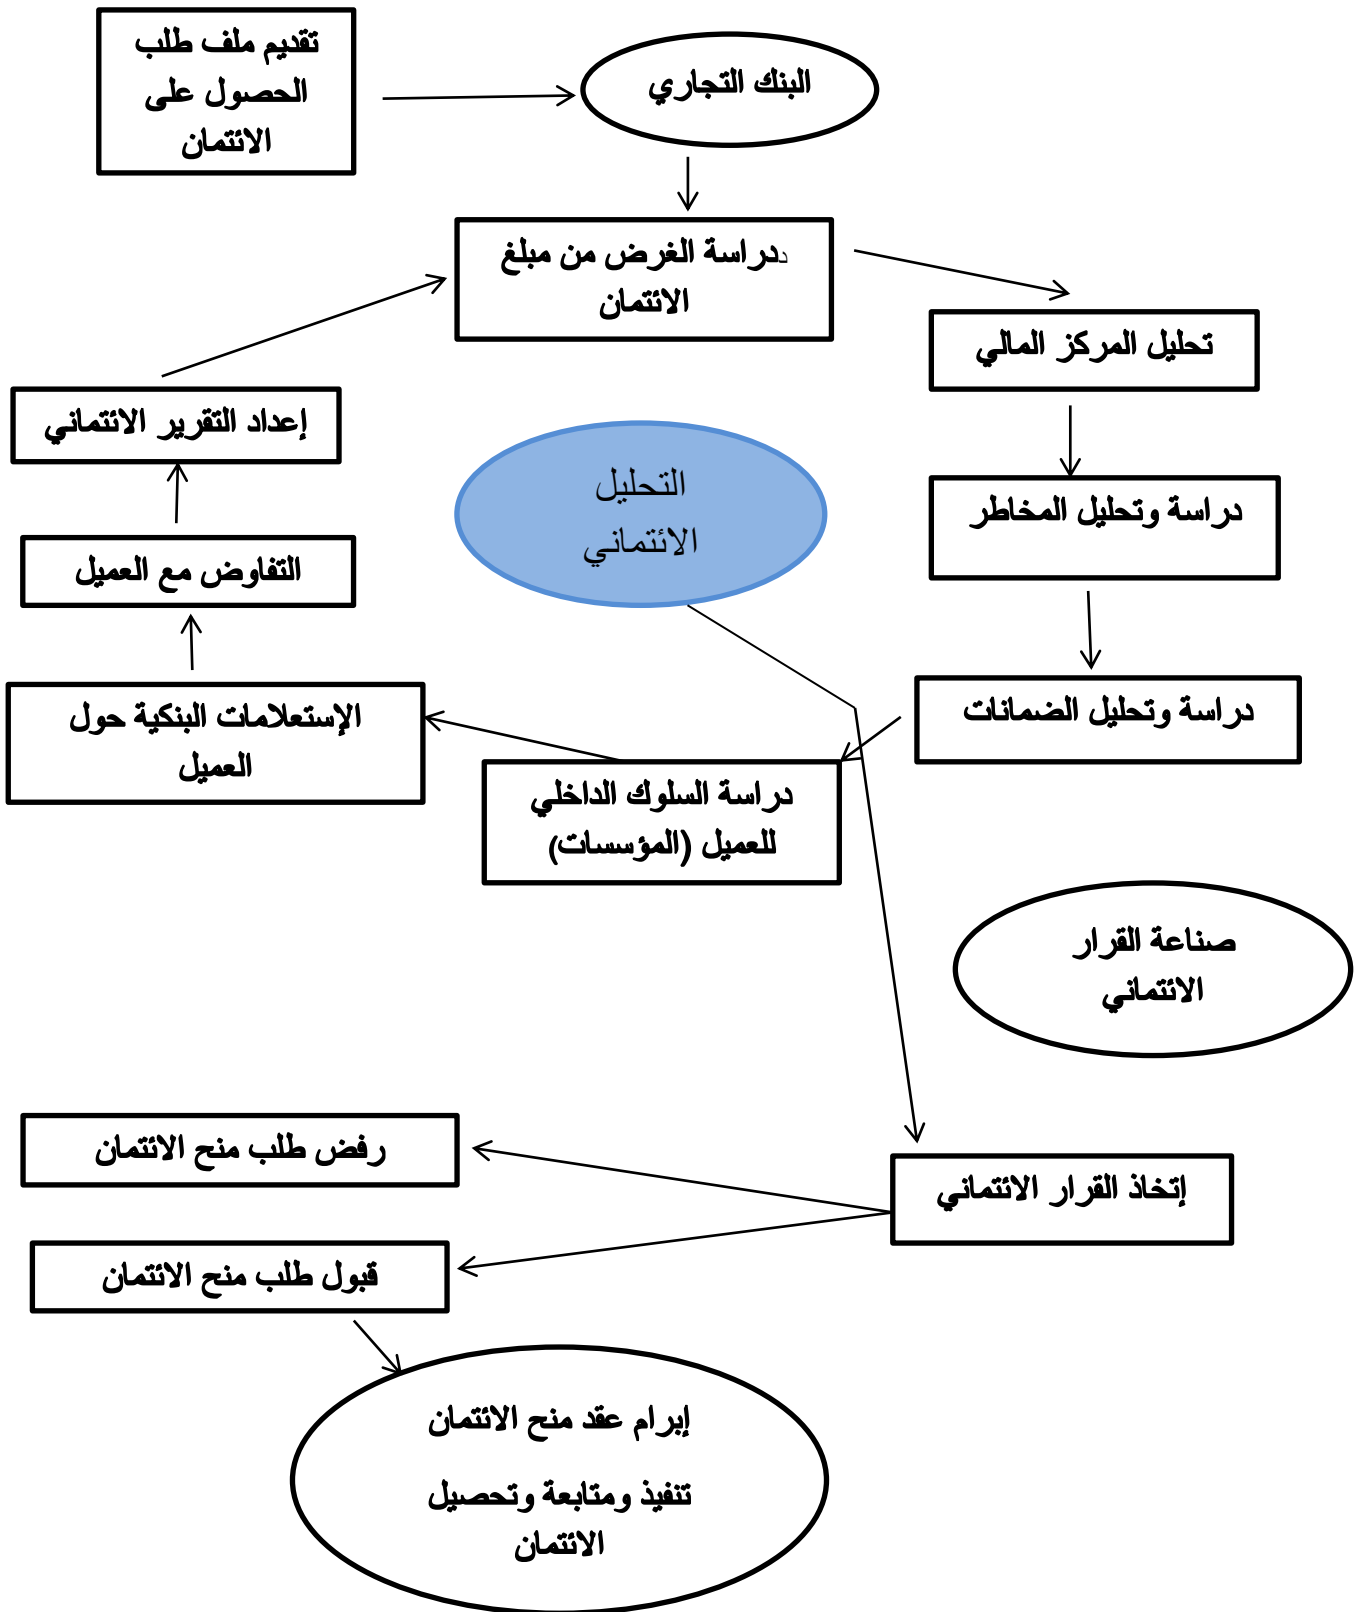 تقديم ملف طلب
الحصول على
الائتمان
البنك التجاري
ددراسة الغرض من مبلغ
الائتمان
تحليل المركز المالي
إعداد التقرير الائتماني
التحليل
الائتماني
دراسة وتحليل المخاطر
التفاوض مع العميل
دراسة وتحليل الضمانات
الإستعلامات البنكية حول
العميل
دراسة السلوك الداخلي
للعميل (المؤسسات)
صناعة القرار
الائتماني
رفض طلب منح الائتمان
إتخاذ القرار الائتماني
قبول طلب منح الائتمان
إبرام عقد منح الائتمان
تنفيذ ومتابعة وتحصيل
الائتمان